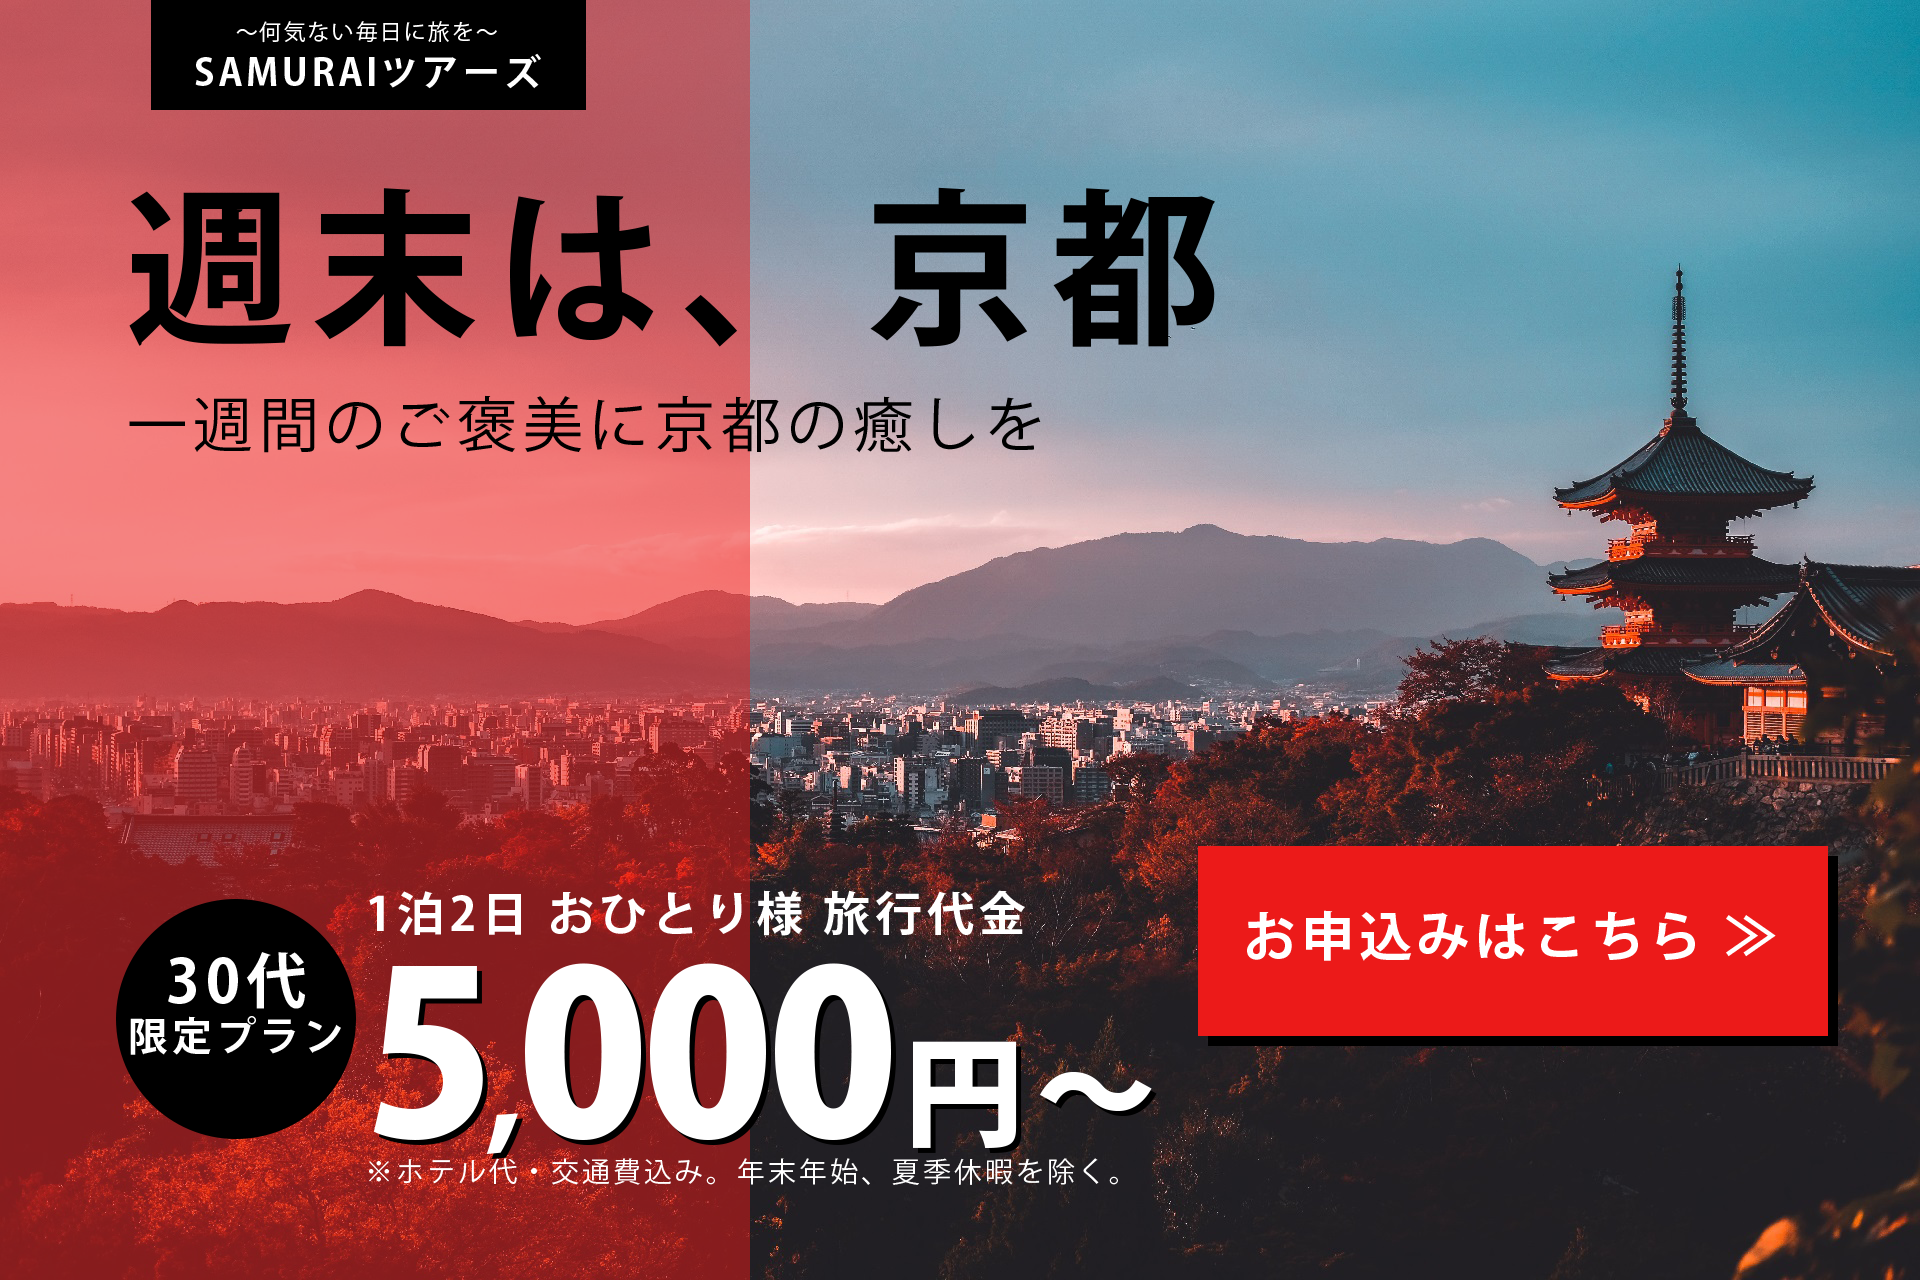 ～何気ない毎日に旅を～
SAMURAIツアーズ
週末は、京都
一週間のご褒美に京都の癒しを
30代
限定プラン
1泊2日 おひとり様 旅行代金
5,000円～
※ホテル代・交通費込み。年末年始、夏季休暇を除く。
お申込みはこちら ≫